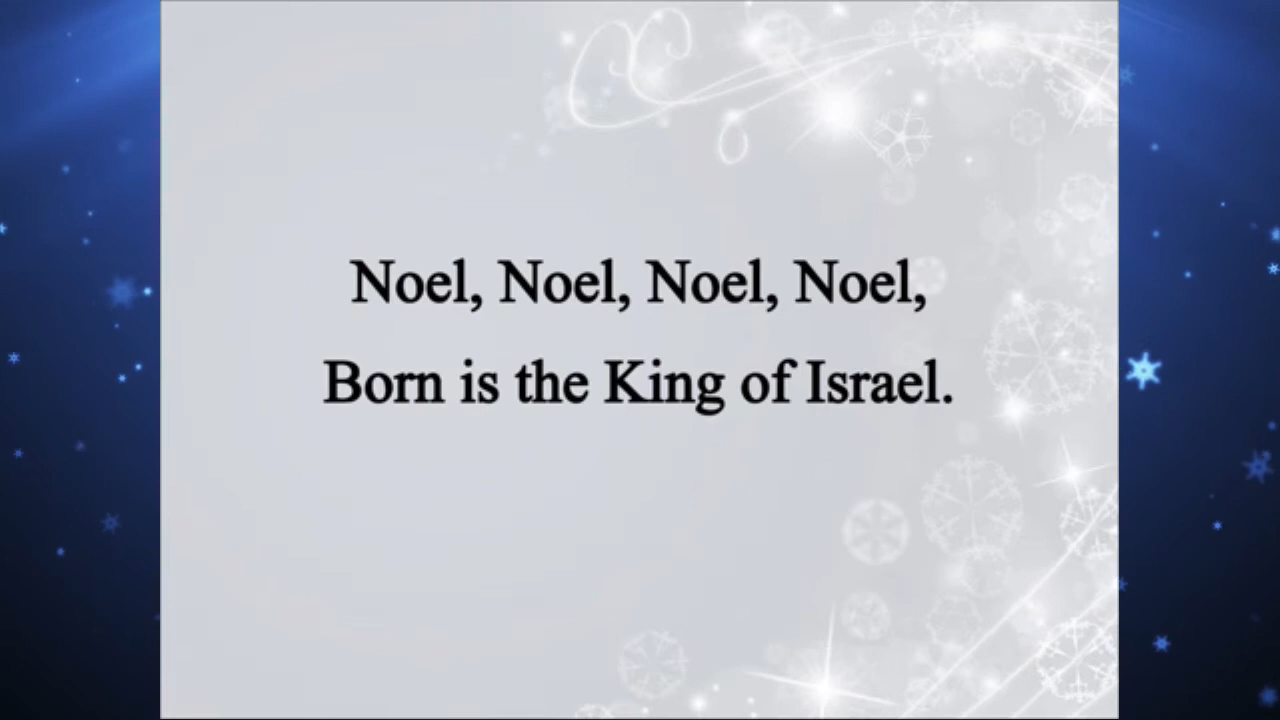 Noel, Noel, Noel, Noel,
Born is the King of Israel.